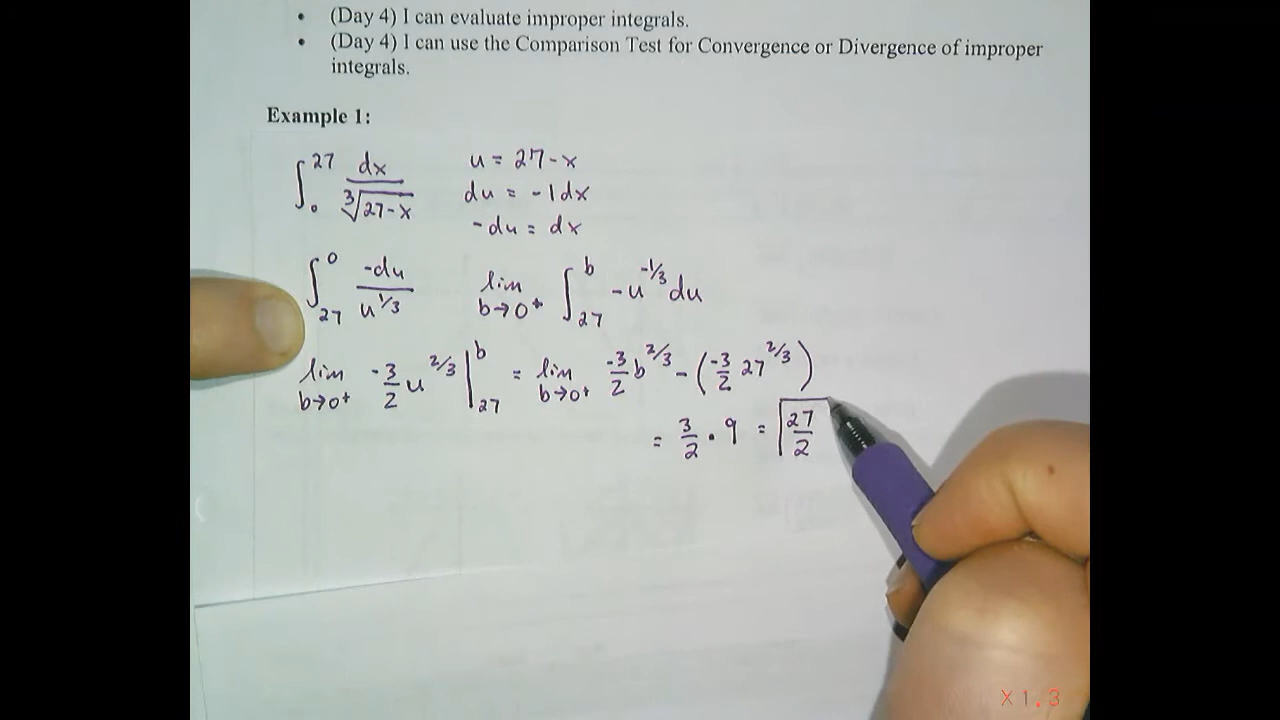 • (Day 4) I can evaluate improper integrals.
• (Day 4) I can use the Comparison Test for Convergence or Divergence of improper
integrals.
Example 1:
∫₀²⁷ dx/∛(27-x)    u = 27-x
du = -1dx
-du = dx
∫₂₇⁰ -du/u^(1/3)    lim b→0⁺ ∫₂₇ᵇ -u^(-1/3) du
lim b→0⁺ -3/2 u^(2/3) |₂₇ᵇ = lim b→0⁺ -3/2 b^(2/3) - (-3/2 27^(2/3))
= 3/2 · 9 = 27/2
X1.3